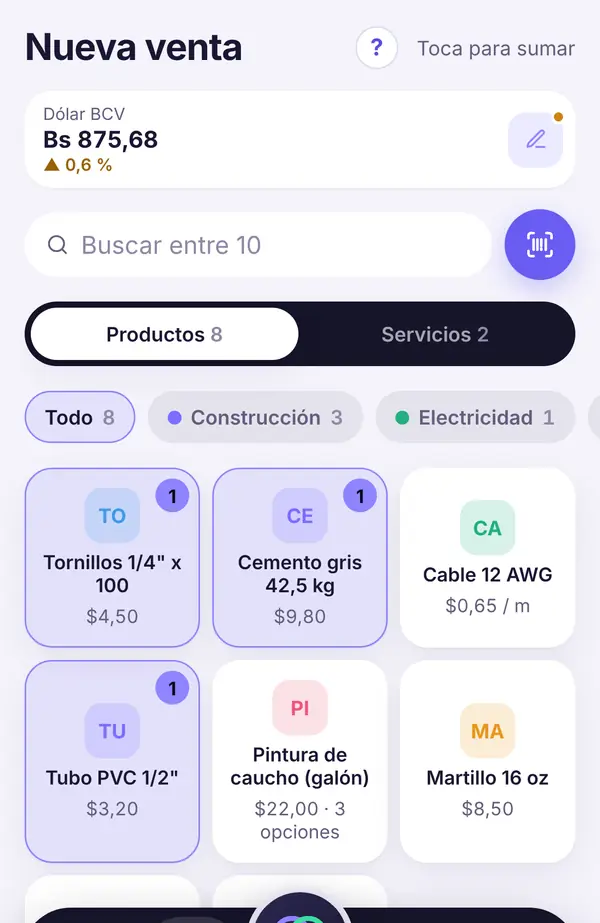 Nueva venta
?
Toca para sumar
Dólar BCV
Bs 875,68
▲ 0,6 %
Buscar entre 10
Productos 8
Servicios 2
Todo 8
Construcción 3
Electricidad 1
1
TO
Tornillos 1/4" x
100
$4,50
1
CE
Cemento gris
42,5 kg
$9,80
CA
Cable 12 AWG
$0,65 / m
1
TU
Tubo PVC 1/2"
$3,20
PI
Pintura de
caucho (galón)
$22,00 · 3
opciones
MA
Martillo 16 oz
$8,50